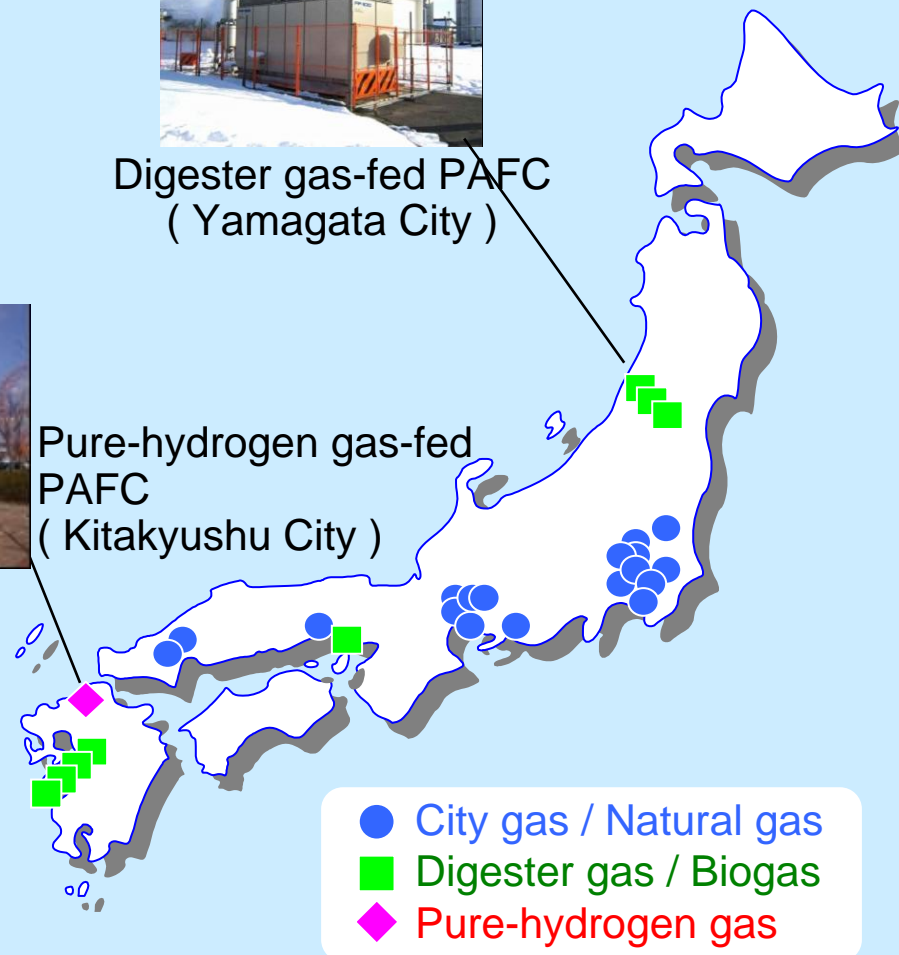 Digester gas-fed PAFC
( Yamagata City )
Pure-hydrogen gas-fed
PAFC
( Kitakyushu City )
City gas / Natural gas
Digester gas / Biogas
Pure-hydrogen gas